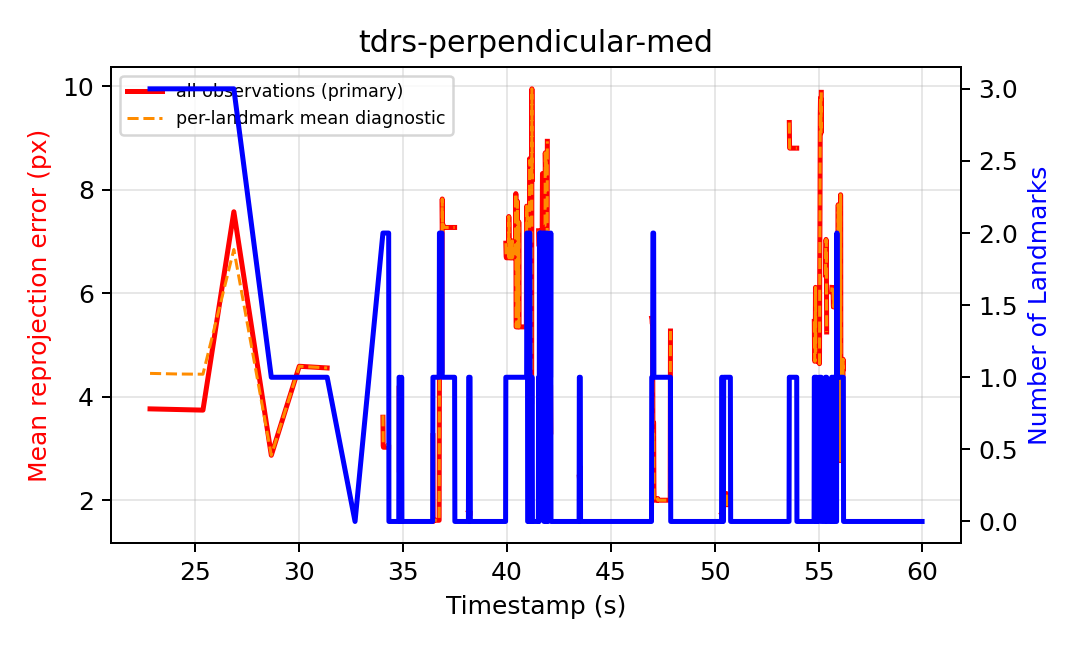 tdrs-perpendicular-med
all observations (primary)
per-landmark mean diagnostic
Mean reprojection error (px)
10
8
6
4
2
3.0
2.5
2.0
1.5
1.0
0.5
0.0
Number of Landmarks
25 30 35 40 45 50 55 60
Timestamp (s)